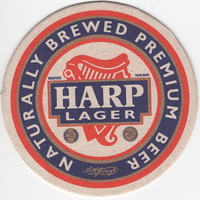 NATURALLY BREWED PREMIUM BEER
HARP
LAGER